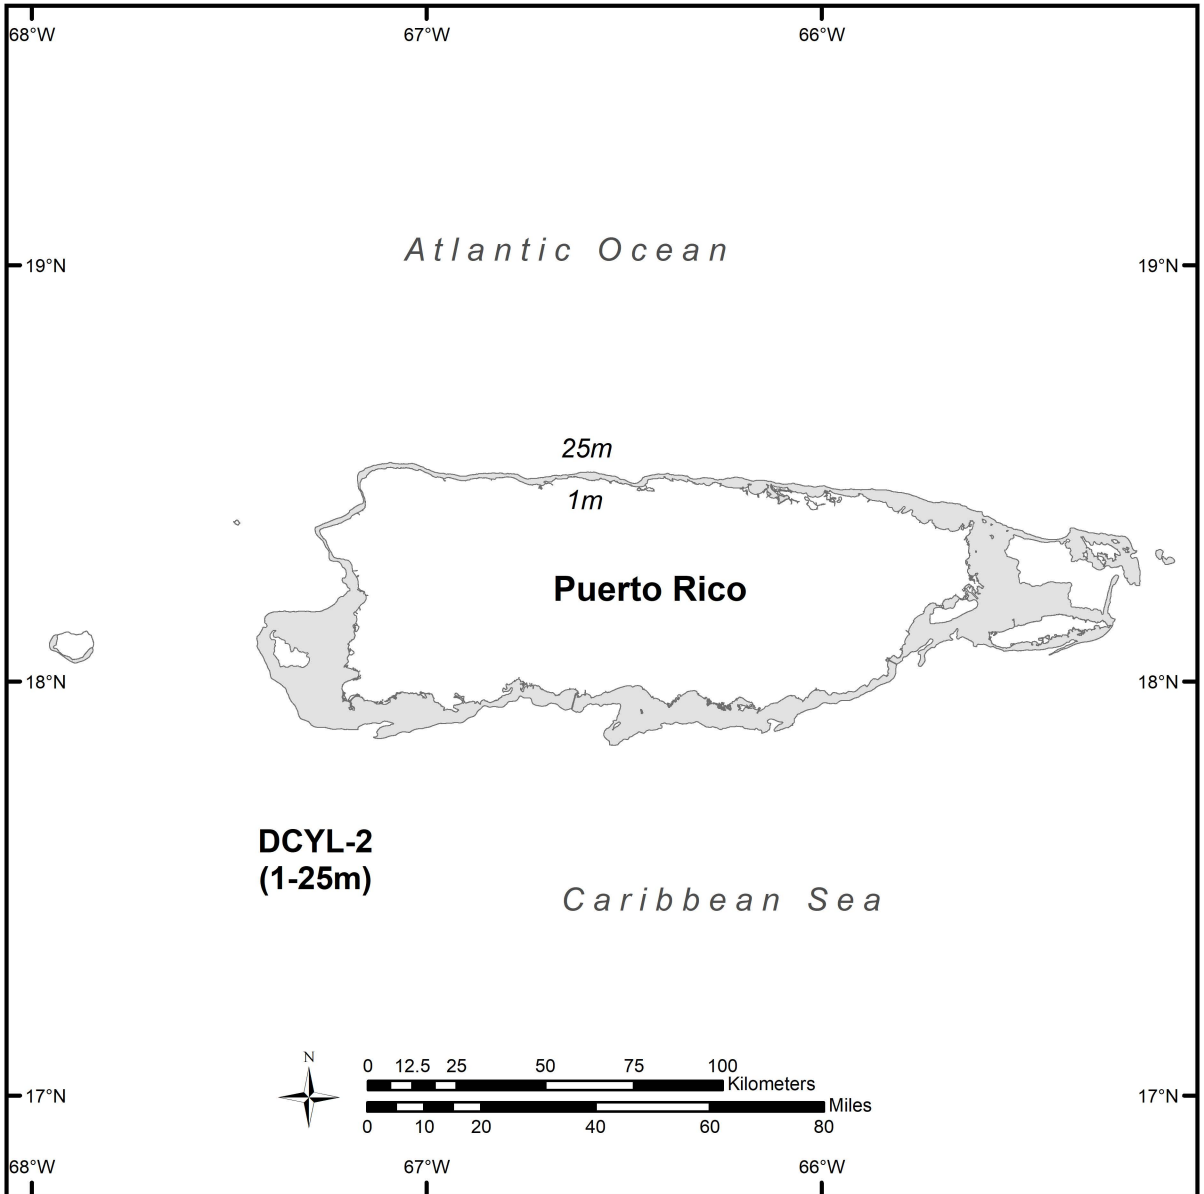 68°W 67°W 66°W
Atlantic Ocean
19°N 19°N
25m
1m
Puerto Rico
18°N 18°N
DCYL-2
(1-25m)
Caribbean Sea
N
0 12.5 25 50 75 100
Kilometers
17°N 17°N
Miles
0 10 20 40 60 80
68°W 67°W 66°W